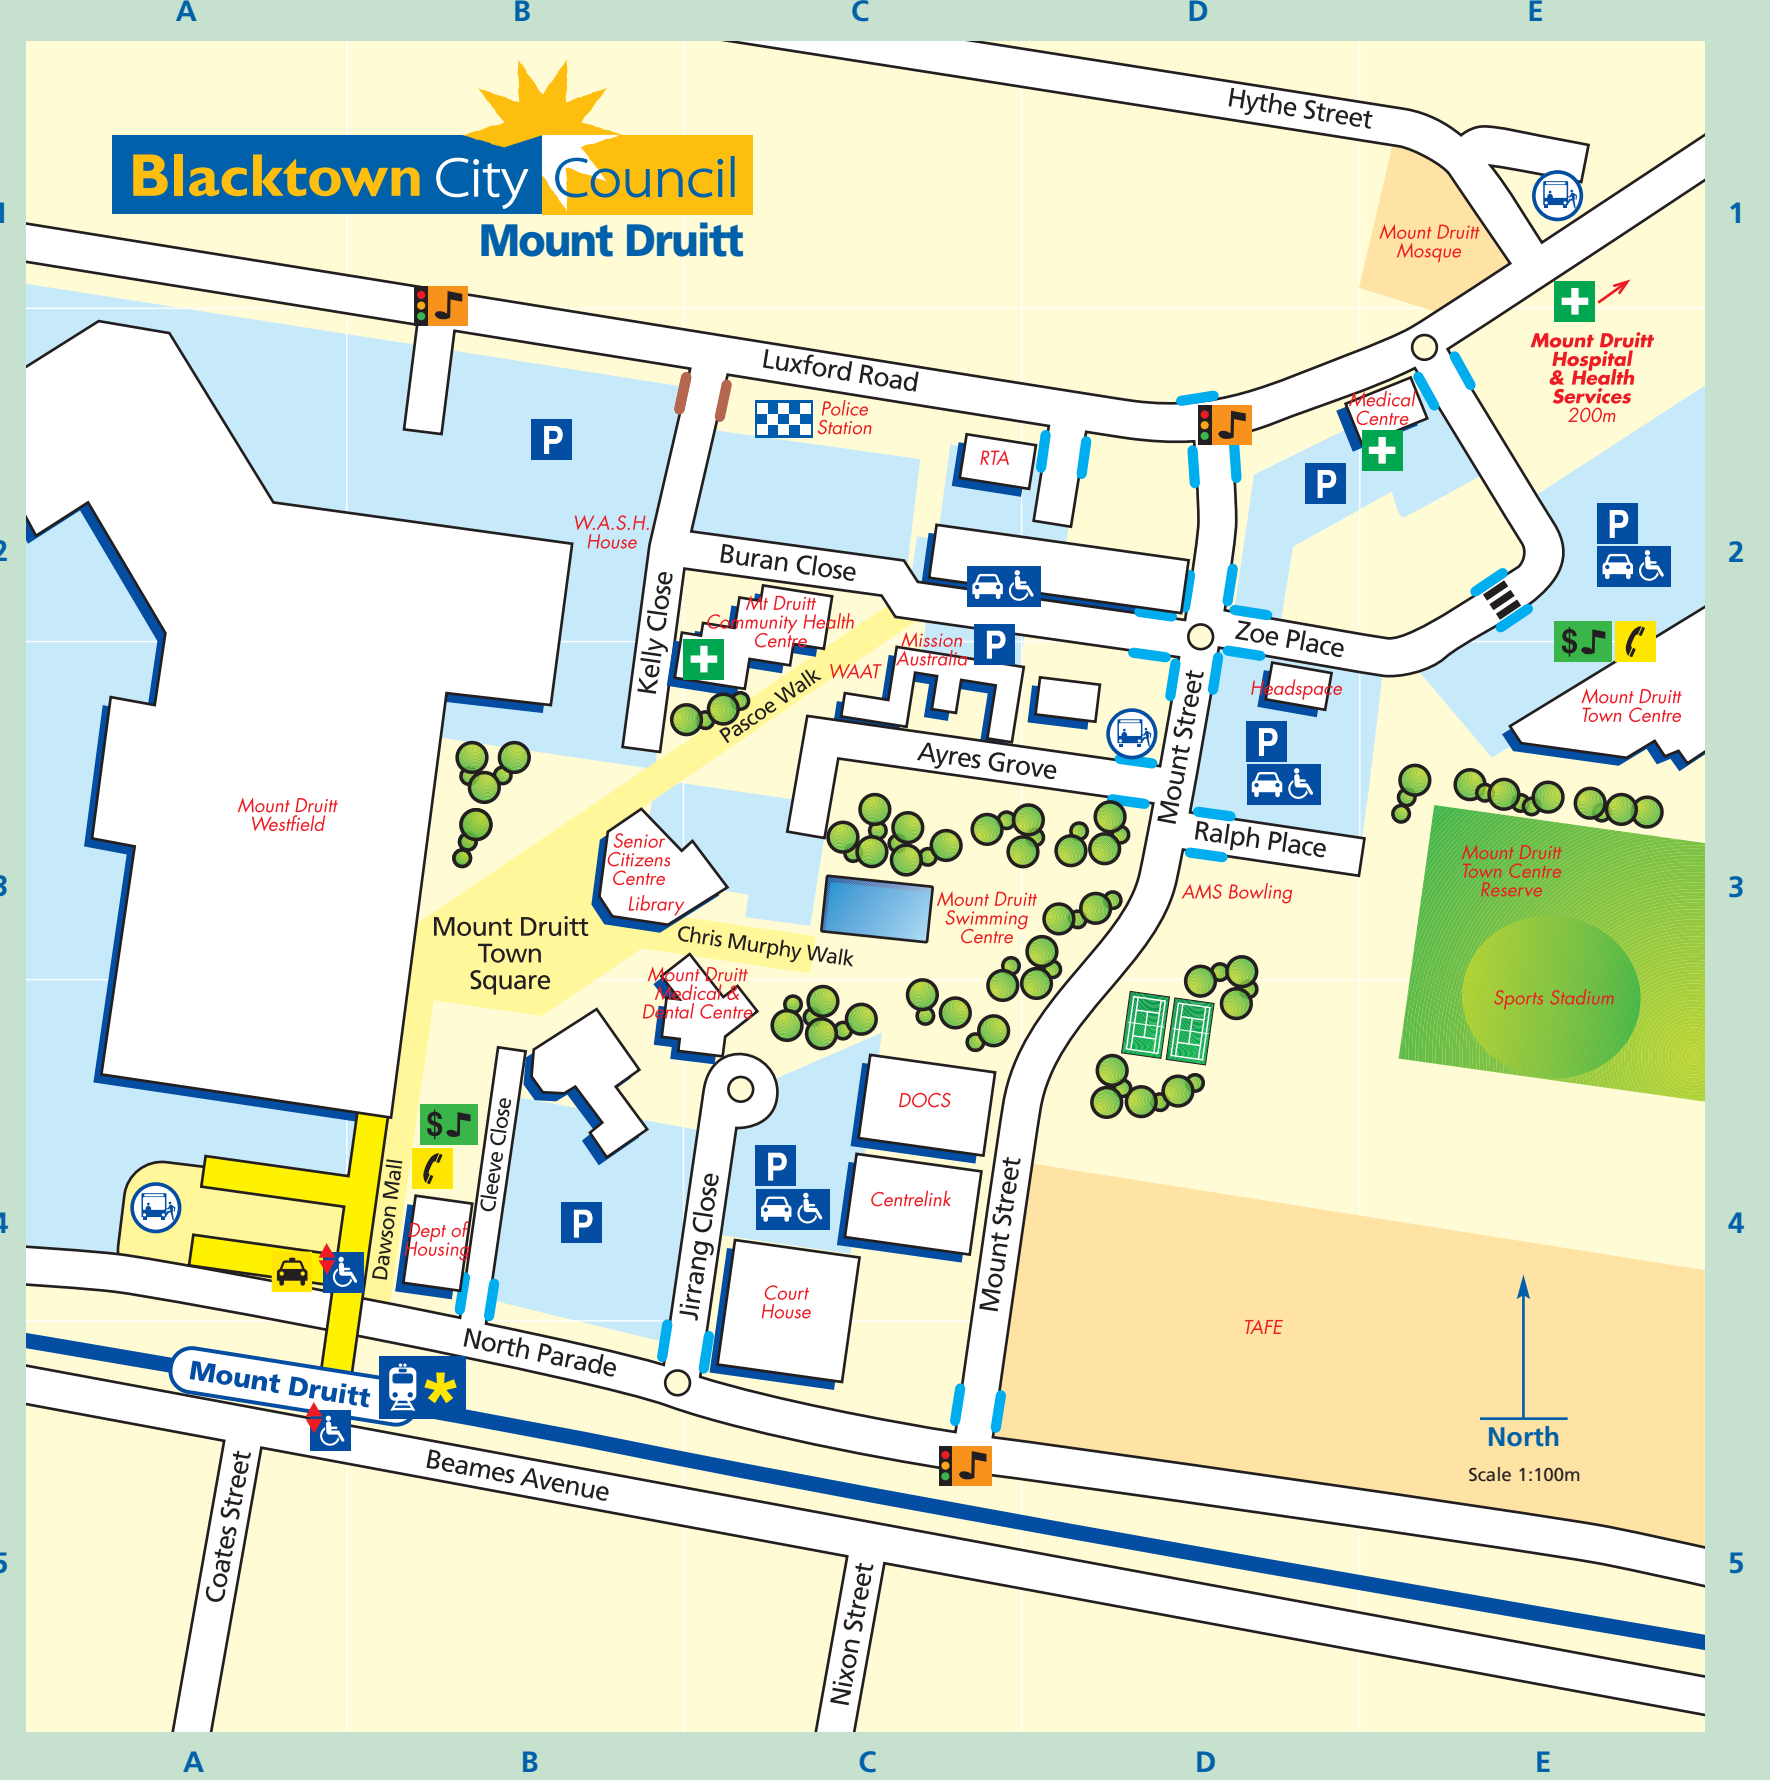 A B C D E
Blacktown City Council
Mount Druitt
Hythe Street
1
1
Mount Druitt
Mosque
Luxford Road
Mount Druitt
Hospital
& Health
Services
200m
Police
Station
Medical
Centre
RTA
P
P
P
W.A.S.H.
House
2
Buran Close
Kelly Close
Mt Druitt
Community Health
Centre
Mission
Australia
P
WAAT
Zoe Place
$
Headspace
Mount Druitt
Town Centre
Pascoe Walk
Mount Street
Ayres Grove
P
Mount Druitt
Westfield
Senior
Citizens
Centre
Library
Ralph Place
Mount Druitt
Town Centre
Reserve
3
3
AMS Bowling
Mount Druitt
Swimming
Centre
Mount Druitt
Town
Square
Chris Murphy Walk
Mount Druitt
Medical &
Dental Centre
Sports Stadium
DOCS
$
Cleeve Close
P
P
Dawson Mall
Dept of
Housing
Jirrang Close
Centrelink
Mount Street
4
4
Court
House
TAFE
North Parade
Mount Druitt
North
Scale 1:100m
Beames Avenue
Coates Street
Nixon Street
5
5
A B C D E